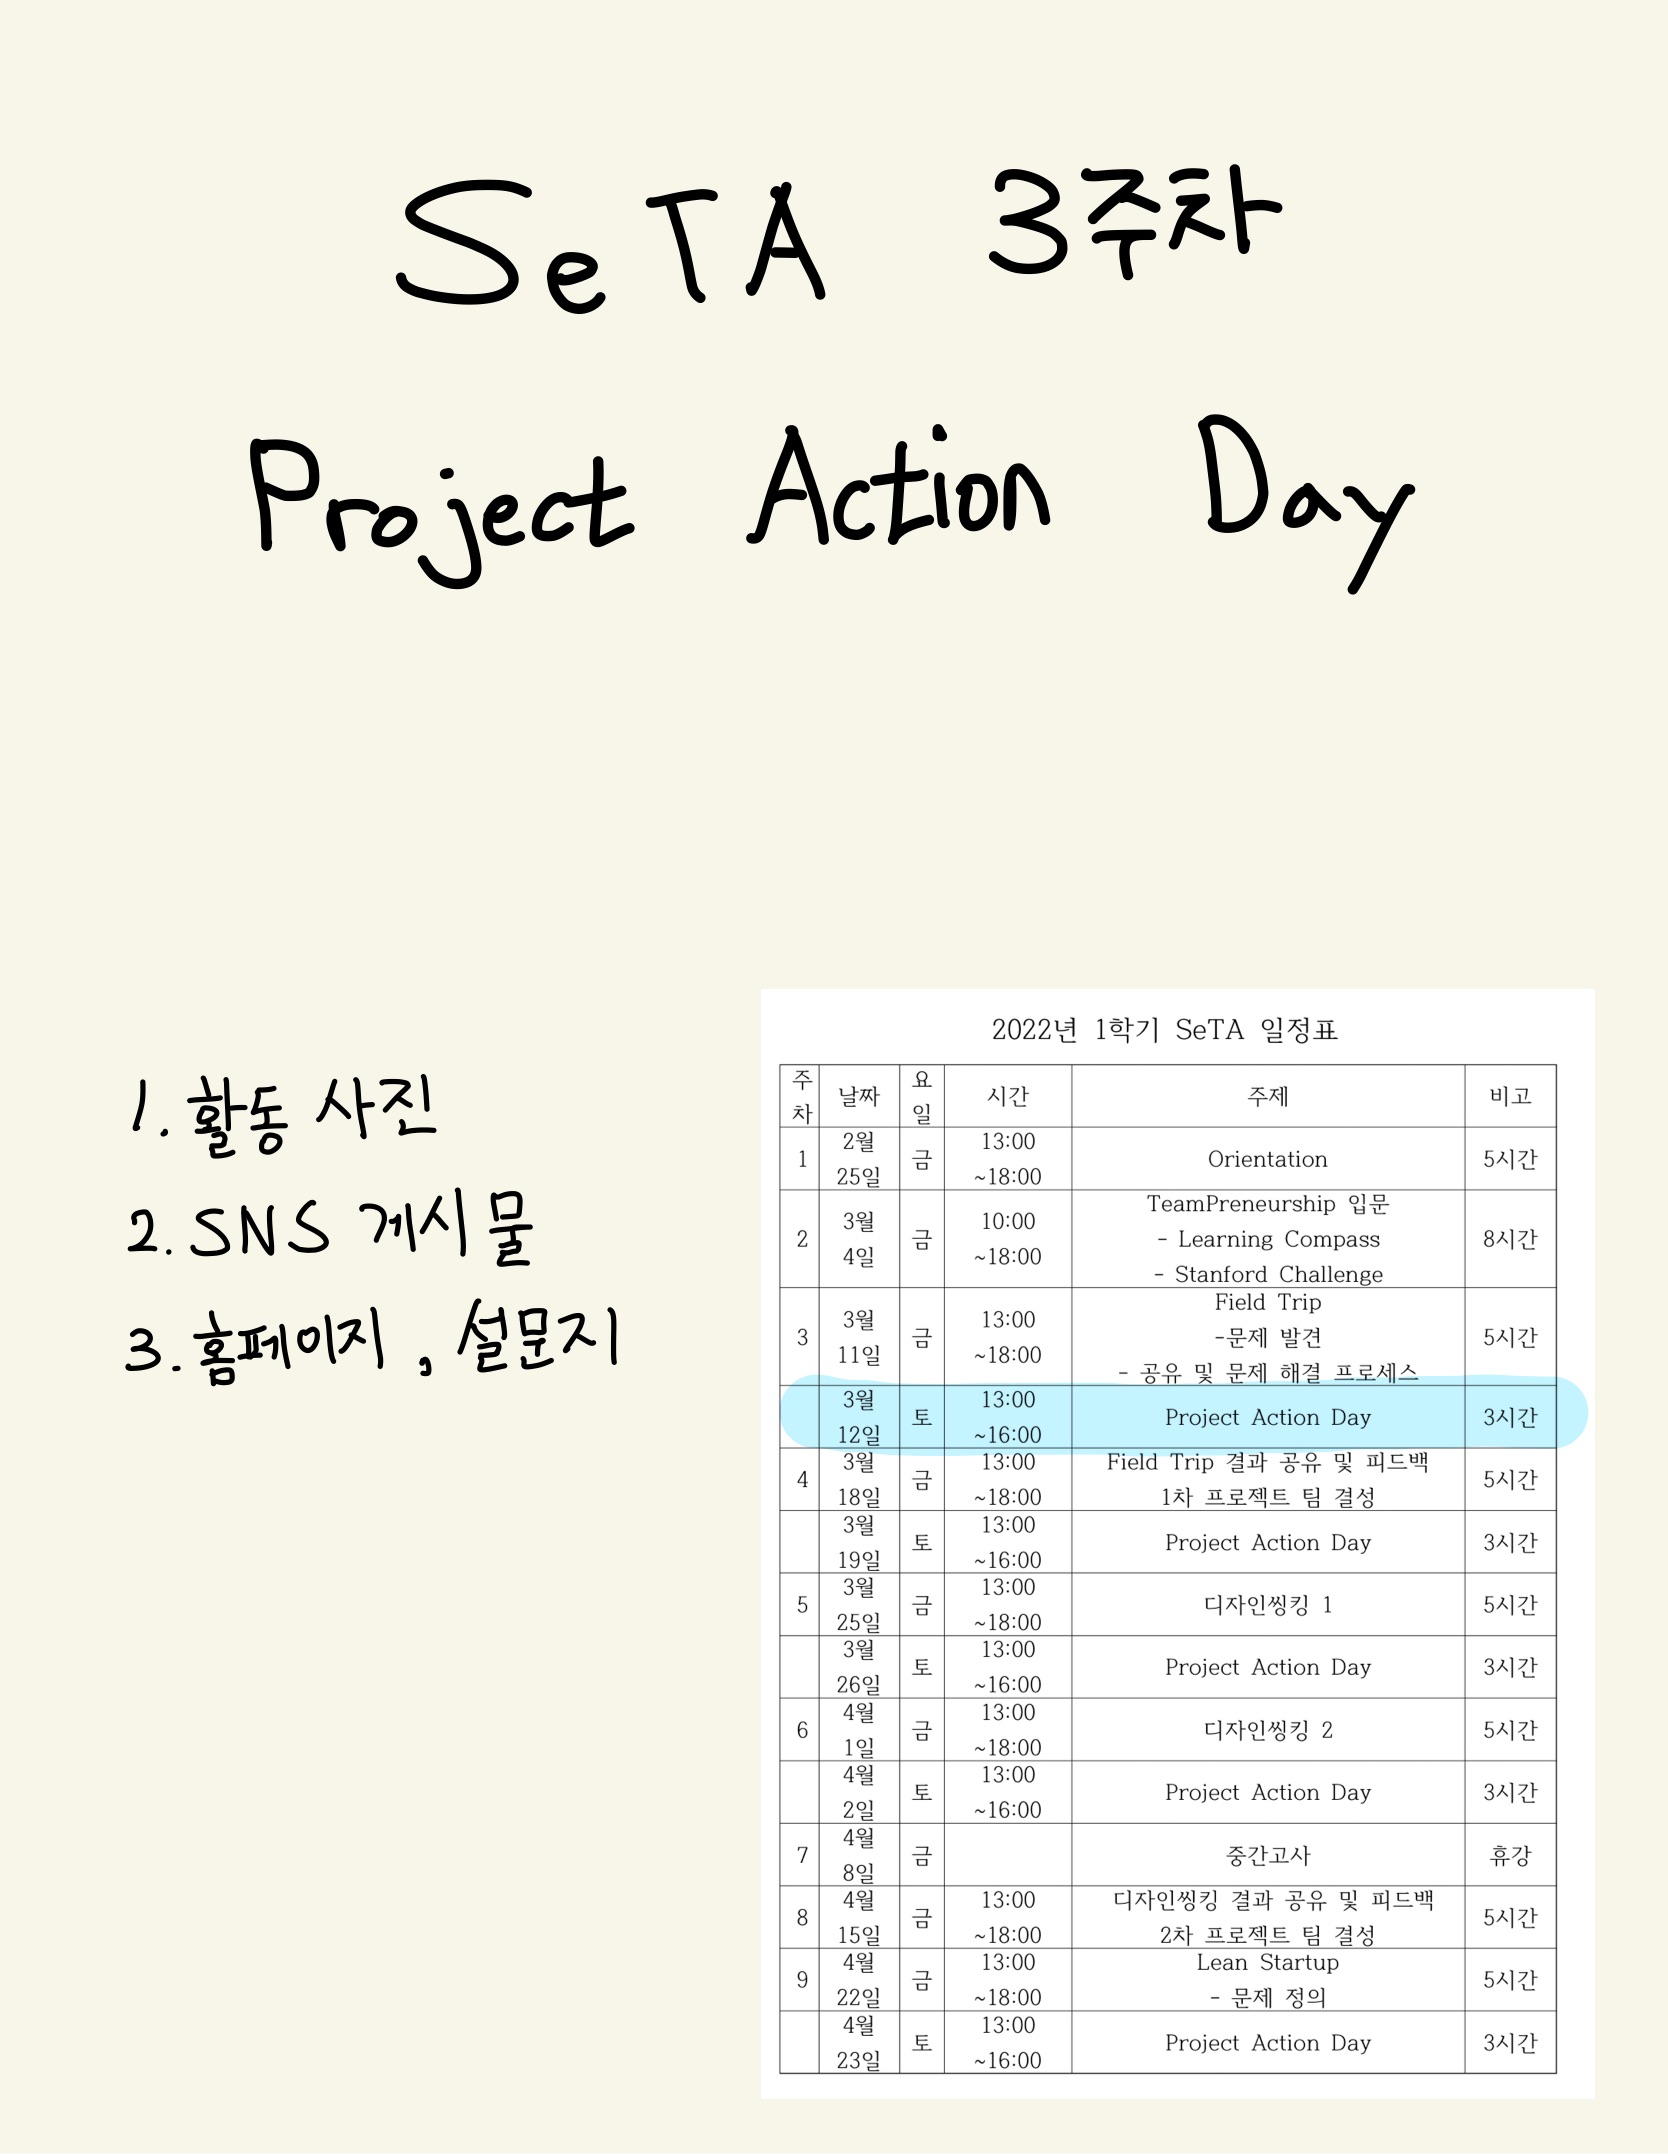 SeTA 3주차
Project Action Day
1. 활동 사진
2. SNS 게시물
3. 홈페이지, 설문지
2022년 1학기 SeTA 일정표
주차 날짜 요일 시간 주제 비고
1 2월 25일 금 13:00 ~18:00 Orientation 5시간
2 3월 4일 금 10:00 ~18:00 TeamPreneurship 입문 - Learning Compass - Stanford Challenge 8시간
3 3월 11일 금 13:00 ~18:00 Field Trip -문제 발견 - 공유 및 문제 해결 프로세스 5시간
3월 12일 토 13:00 ~16:00 Project Action Day 3시간
4 3월 18일 금 13:00 ~18:00 Field Trip 결과 공유 및 피드백 1차 프로젝트 팀 결성 5시간
3월 19일 토 13:00 ~16:00 Project Action Day 3시간
5 3월 25일 금 13:00 ~18:00 디자인씽킹 1 5시간
3월 26일 토 13:00 ~16:00 Project Action Day 3시간
6 4월 1일 금 13:00 ~18:00 디자인씽킹 2 5시간
4월 2일 토 13:00 ~16:00 Project Action Day 3시간
7 4월 8일 금 중간고사 휴강
8 4월 15일 금 13:00 ~18:00 디자인씽킹 결과 공유 및 피드백 2차 프로젝트 팀 결성 5시간
9 4월 22일 금 13:00 ~18:00 Lean Startup - 문제 정의 5시간
4월 23일 토 13:00 ~16:00 Project Action Day 3시간